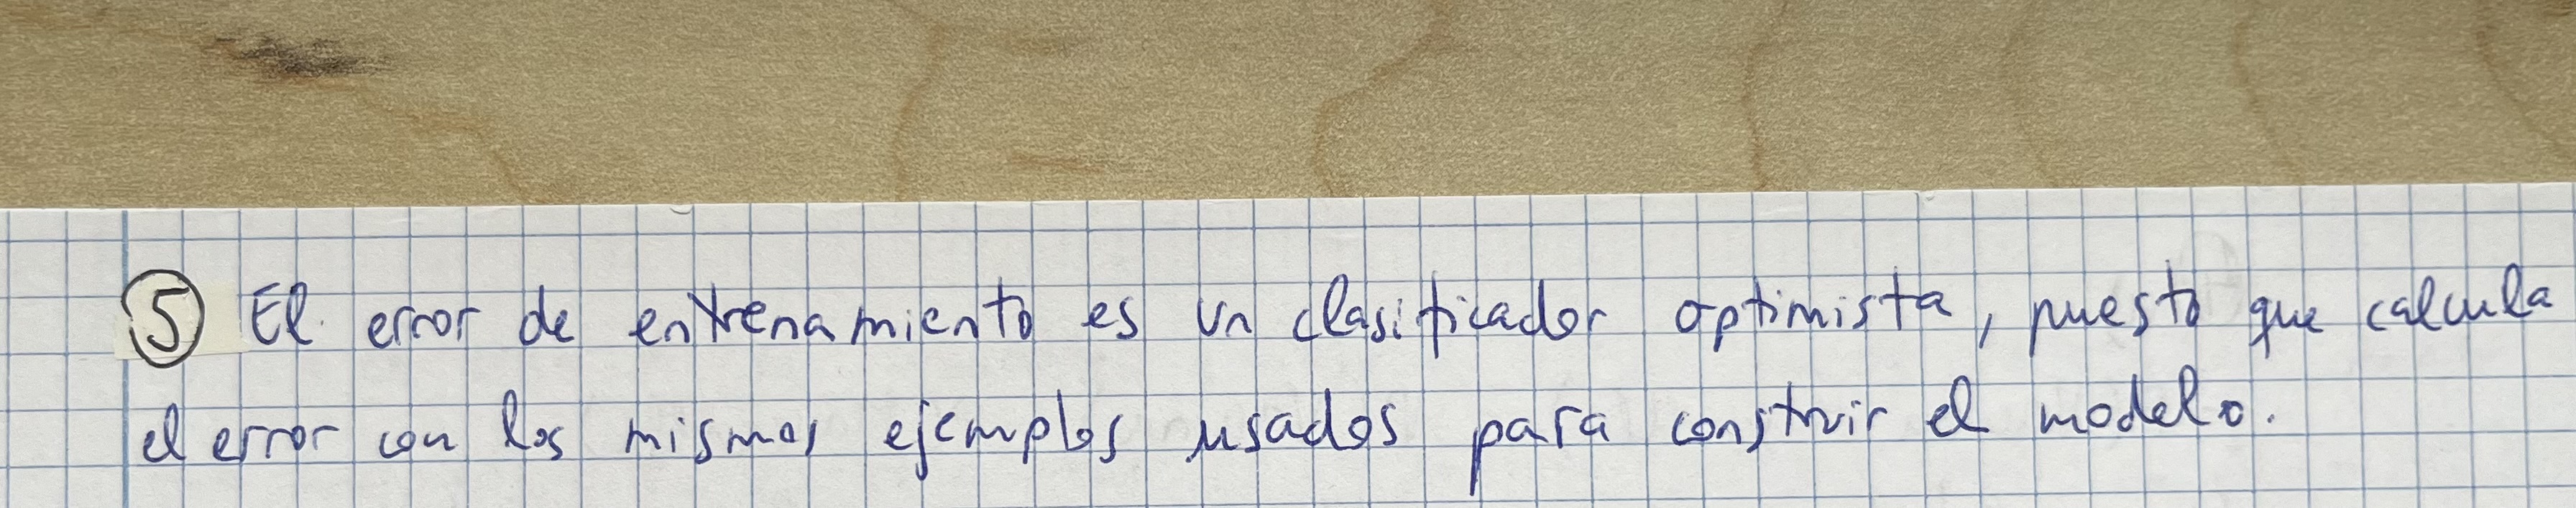 ⑤ El error de entrenamiento es un clasificador optimista, puesto que calcula
el error con los mismos ejemplos usados para construir el modelo.